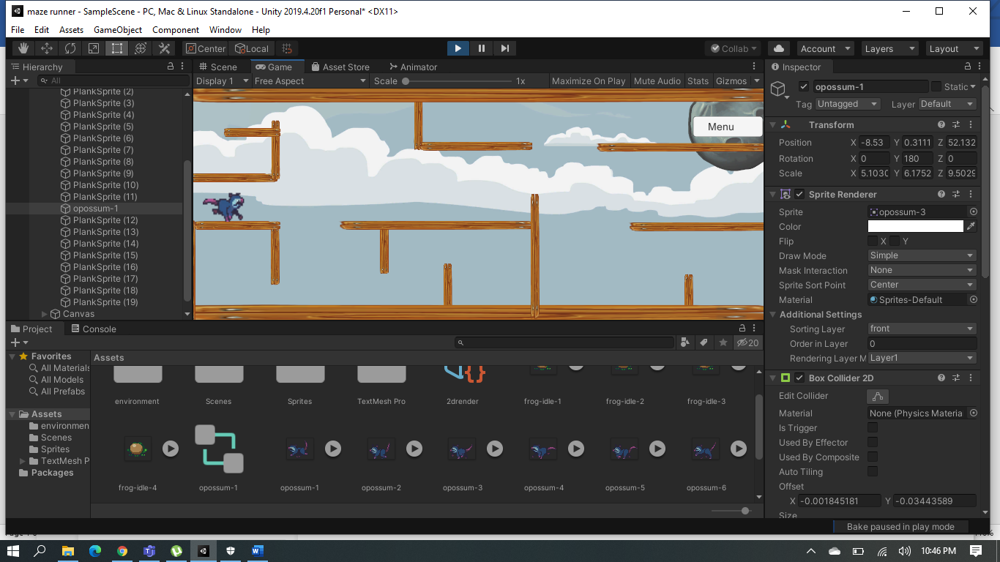 maze runner - SampleScene - PC, Mac & Linux Standalone - Unity 2019.4.20f1 Personal* <DX11>
File Edit Assets GameObject Component Window Help
Center Local Collab Account Layers Layout
Hierarchy Scene Game Asset Store Animator Inspector
All Display 1 Free Aspect Scale 1x Maximize On Play Mute Audio Stats Gizmos
PlankSprite (2)
PlankSprite (3)
PlankSprite (4)
PlankSprite (5)
PlankSprite (6)
PlankSprite (7)
PlankSprite (8)
PlankSprite (9)
PlankSprite (10)
PlankSprite (11)
opossum-1
PlankSprite (12)
PlankSprite (13)
PlankSprite (14)
PlankSprite (15)
PlankSprite (16)
PlankSprite (17)
PlankSprite (18)
PlankSprite (19)
Canvas
Menu
opossum-1 Static
Tag Untagged Layer Default
Transform
Position X -8.53 Y 0.3111 Z 52.132
Rotation X 0 Y 180 Z 0
Scale X 5.1030 Y 6.1752 Z 9.5029
Sprite Renderer
Sprite opossum-3
Color
Flip X Y
Draw Mode Simple
Mask Interaction None
Sprite Sort Point Center
Material Sprites-Default
Additional Settings
Sorting Layer front
Order in Layer 0
Rendering Layer M Layer1
Box Collider 2D
Edit Collider
Material None (Physics Materia
Is Trigger
Used By Effector
Used By Composite
Auto Tiling
Offset
X -0.001845181 Y -0.03443589
Size
Project Console
20
Favorites
All Materials
All Models
All Prefabs
Assets
environmen
Scenes
Sprites
TextMesh P
Packages
Assets
environment Scenes Sprites TextMesh Pro 2drender frog-idle-1 frog-idle-2 frog-idle-3
frog-idle-4 opossum-1 opossum-1 opossum-2 opossum-3 opossum-4 opossum-5 opossum-6
Bake paused in play mode
10:46 PM